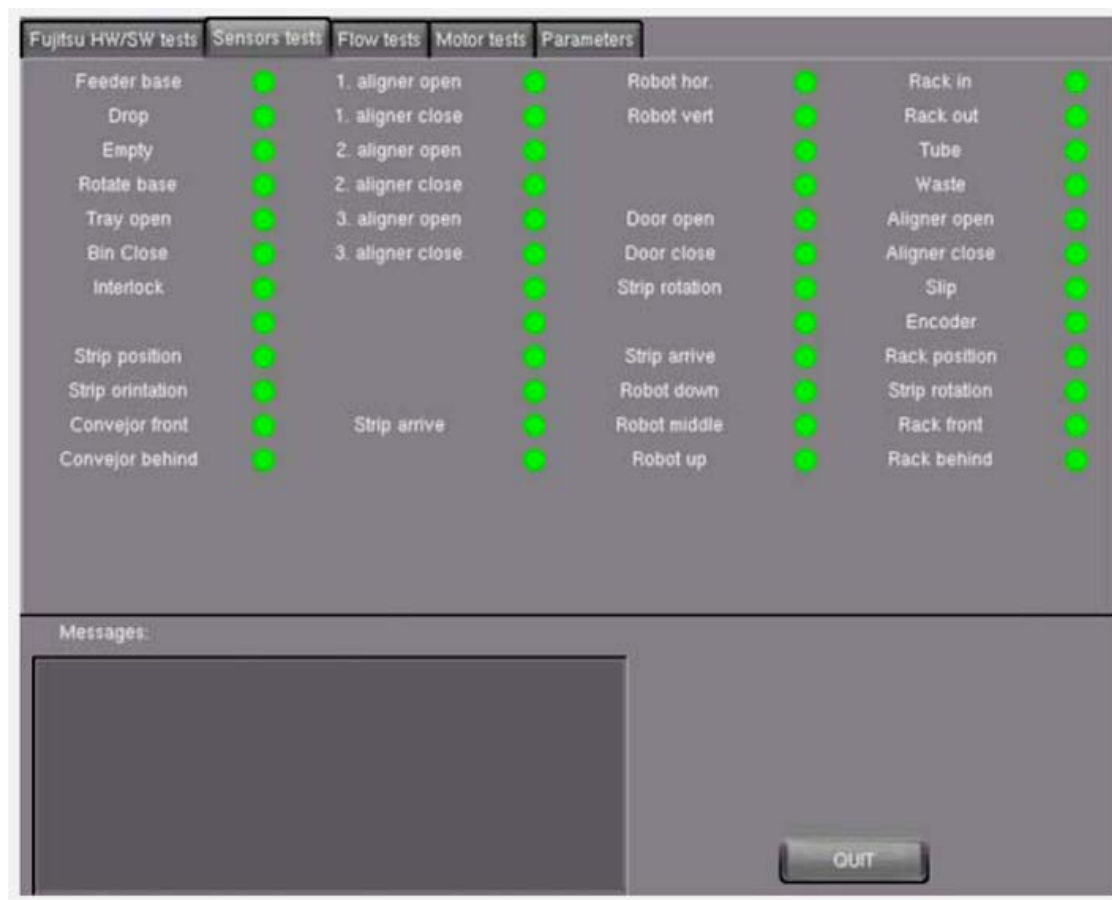 Fujitsu HW/SW tests Sensors tests Flow tests Motor tests Parameters
Feeder base 1. aligner open Robot hor. Rack in
Drop 1. aligner close Robot vert Rack out
Empty 2. aligner open Tube
Rotate base 2. aligner close Waste
Tray open 3. aligner open Door open Aligner open
Bin Close 3. aligner close Door close Aligner close
Interlock Strip rotation Slip
Encoder
Strip position Strip arrive Rack position
Strip orintation Robot down Strip rotation
Convejor front Strip arrive Robot middle Rack front
Convejor behind Robot up Rack behind
Messages:
QUIT